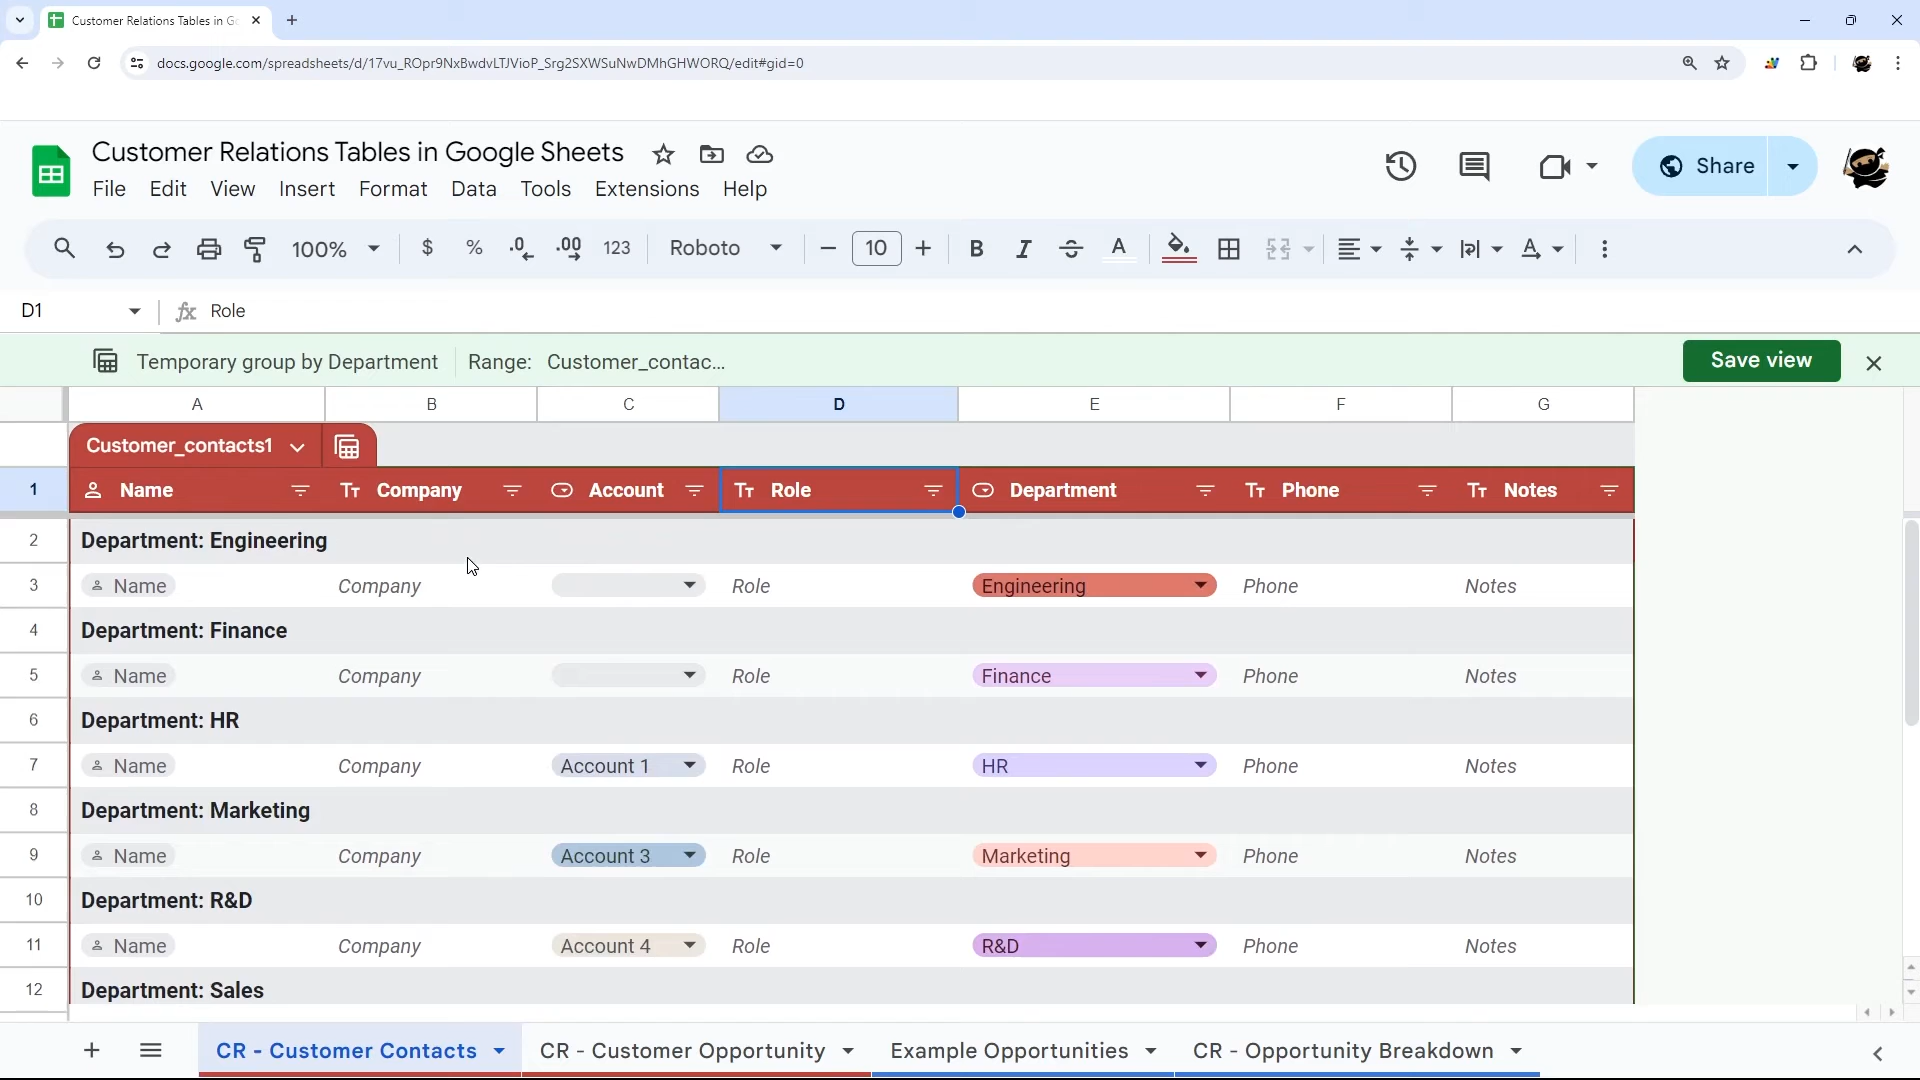 Customer Relations Tables in G
docs.google.com/spreadsheets/d/17vu_ROpr9NxBwdvLTJVioP_Srg2SXWSuNwDMhGHWORQ/edit#gid=0
Customer Relations Tables in Google Sheets
File Edit View Insert Format Data Tools Extensions Help
Share
100% $ % .0 .00 123 Roboto 10 B I S A A
D1 fx Role
Temporary group by Department Range: Customer_contac... Save view
A B C D E F G
Customer_contacts1
1 Name Tт Company Account Tт Role Department Tт Phone Tт Notes
2 Department: Engineering
3 Name Company Role Engineering Phone Notes
4 Department: Finance
5 Name Company Role Finance Phone Notes
6 Department: HR
7 Name Company Account 1 Role HR Phone Notes
8 Department: Marketing
9 Name Company Account 3 Role Marketing Phone Notes
10 Department: R&D
11 Name Company Account 4 Role R&D Phone Notes
12 Department: Sales
CR - Customer Contacts CR - Customer Opportunity Example Opportunities CR - Opportunity Breakdown